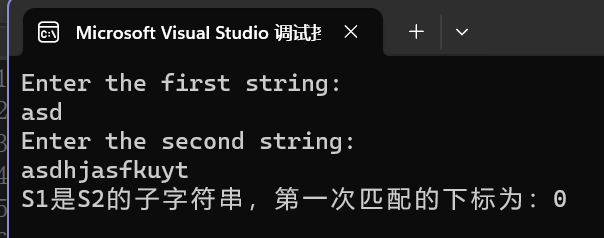 Microsoft Visual Studio 调试
Enter the first string:
asd
Enter the second string:
asdhjasfkuyt
S1是S2的子字符串，第一次匹配的下标为：0